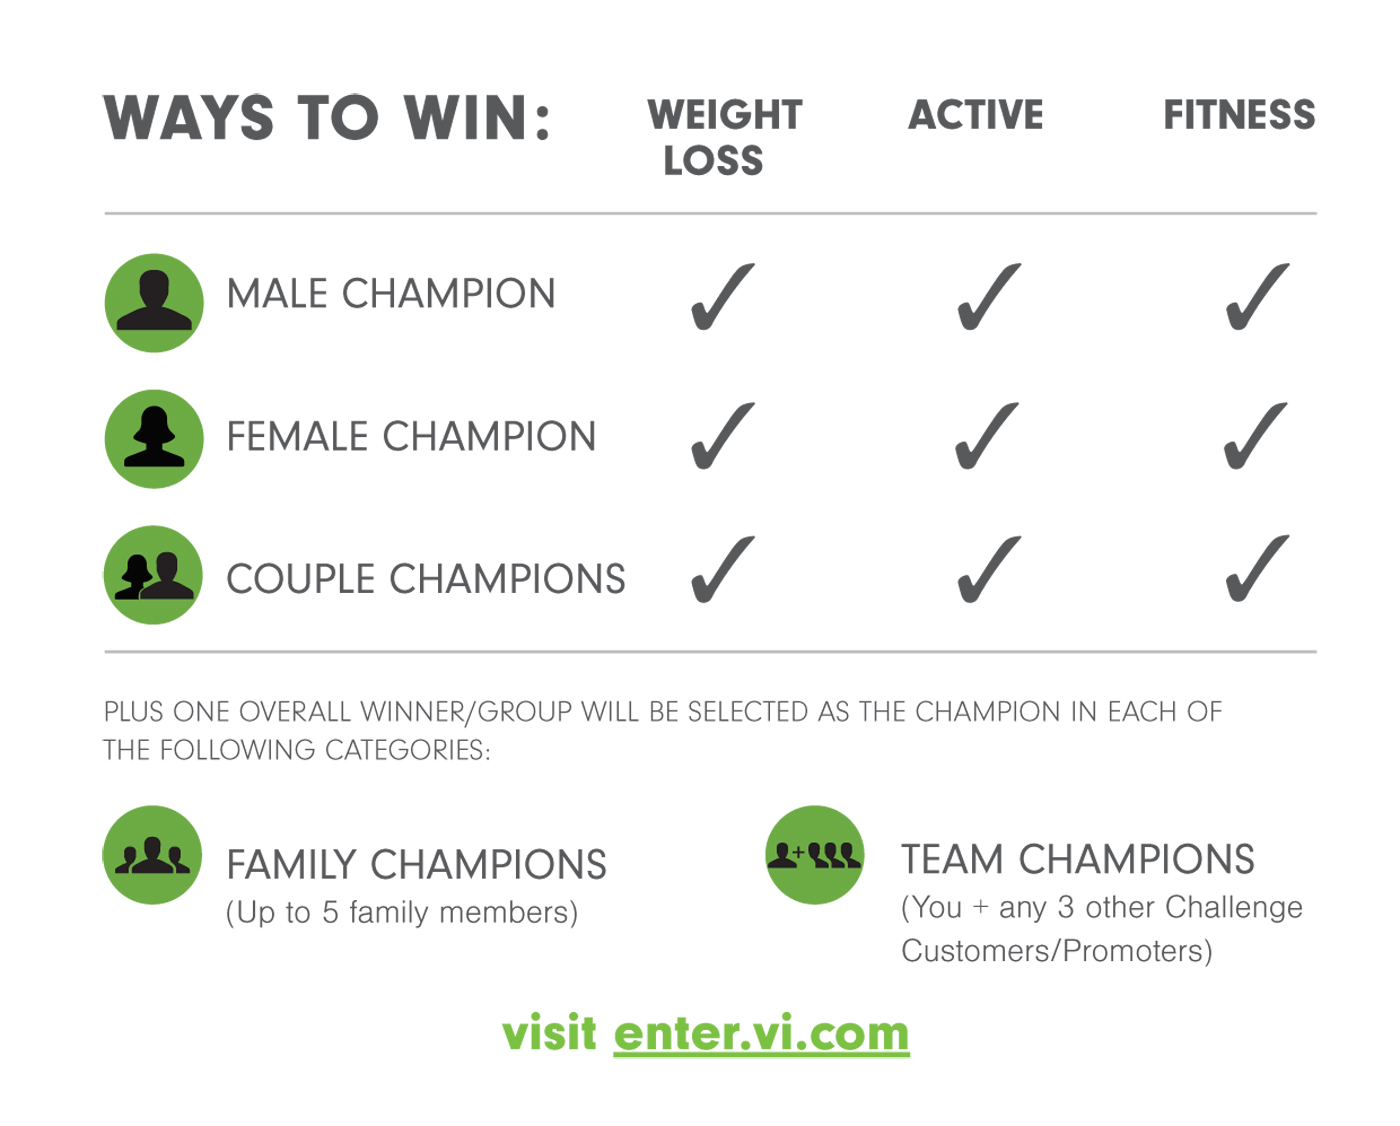 WAYS TO WIN: WEIGHT LOSS ACTIVE FITNESS
MALE CHAMPION ✓ ✓ ✓
FEMALE CHAMPION ✓ ✓ ✓
COUPLE CHAMPIONS ✓ ✓ ✓
PLUS ONE OVERALL WINNER/GROUP WILL BE SELECTED AS THE CHAMPION IN EACH OF
THE FOLLOWING CATEGORIES:
FAMILY CHAMPIONS
(Up to 5 family members)
TEAM CHAMPIONS
(You + any 3 other Challenge
Customers/Promoters)
visit enter.vi.com